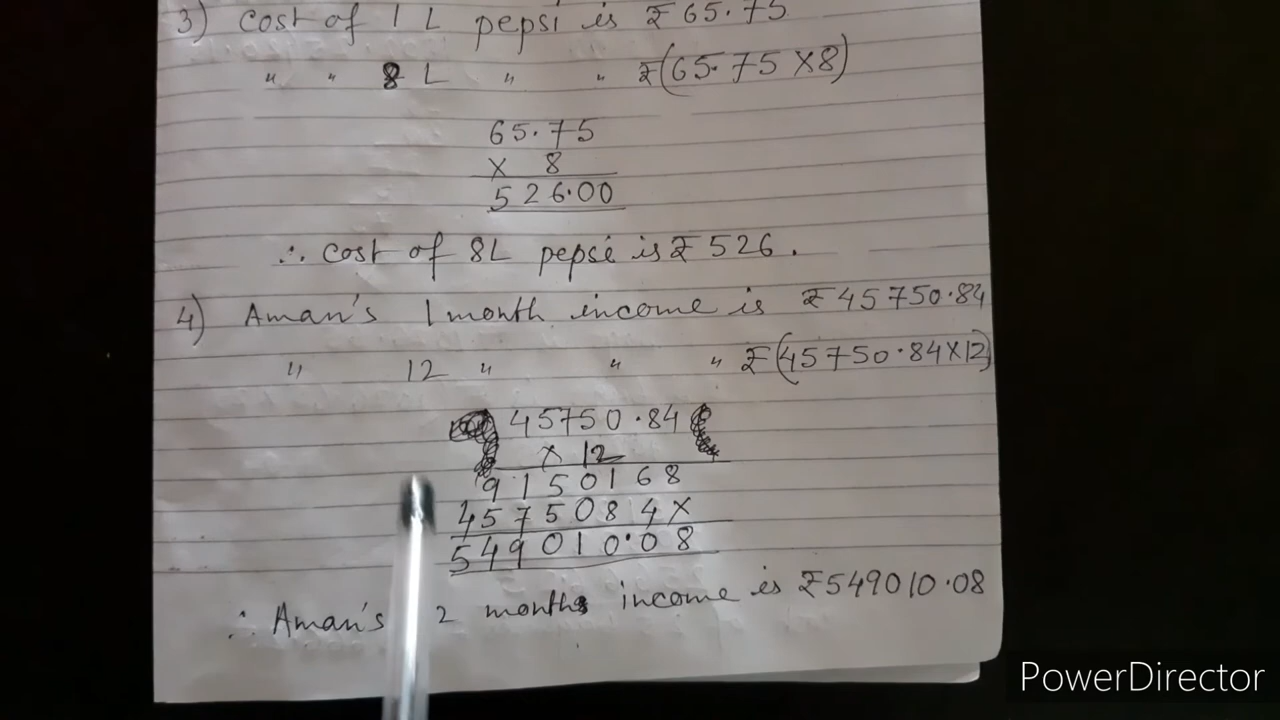 3) Cost of 1 L pepsi is ₹ 65.75
" " 8 L " " ₹(65.75 X 8)
65.75
X 8
526.00
∴ Cost of 8L pepsi is ₹ 526.
4) Aman's 1 month income is ₹ 45750.84
" 12 " " " ₹(45750.84X12)
45750.84
X 12
9150168
4575084X
549010.08
∴ Aman's 2 months income is ₹ 549010.08
PowerDirector